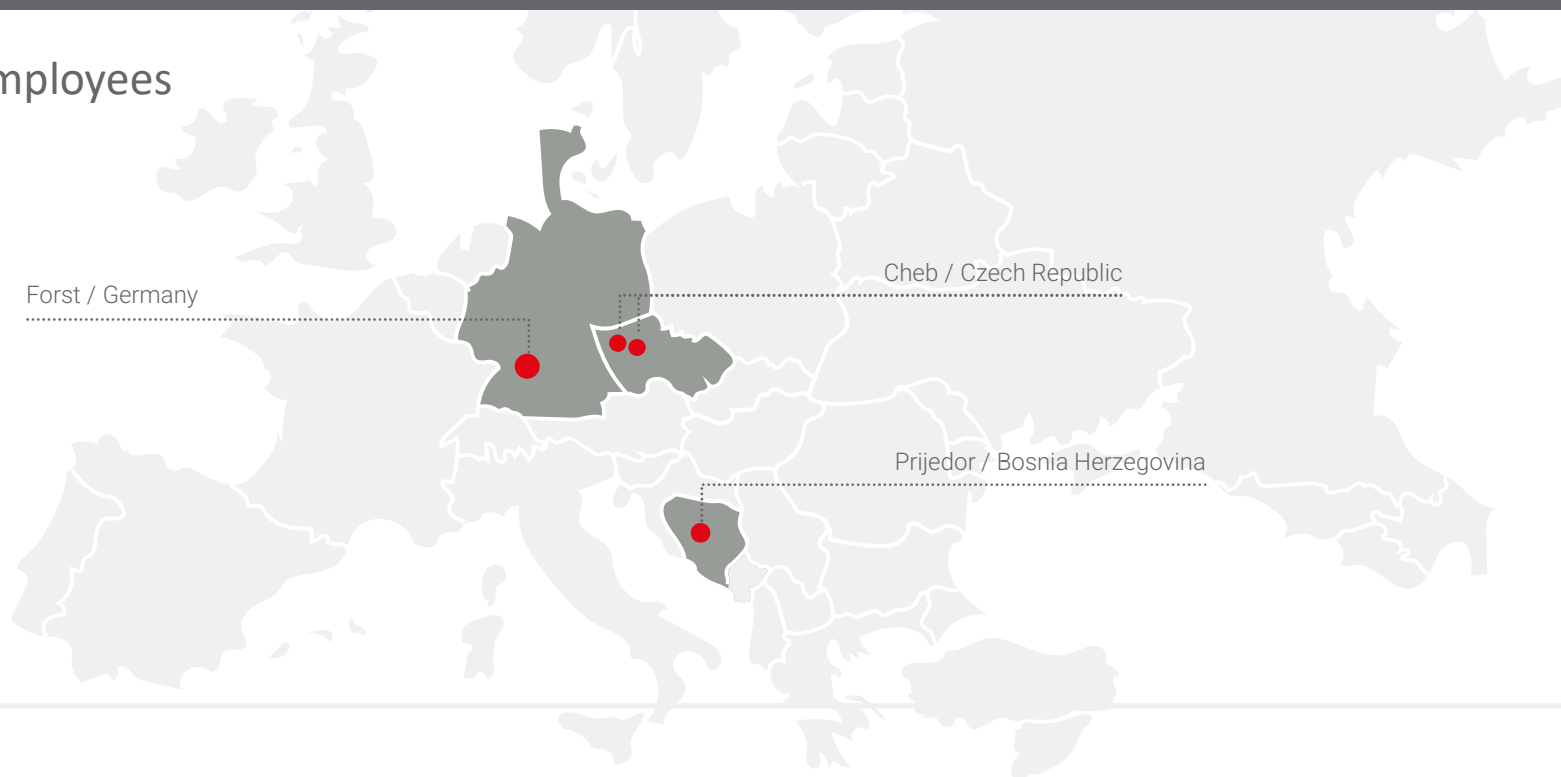 mployees
Cheb / Czech Republic
Forst / Germany
Prijedor / Bosnia Herzegovina